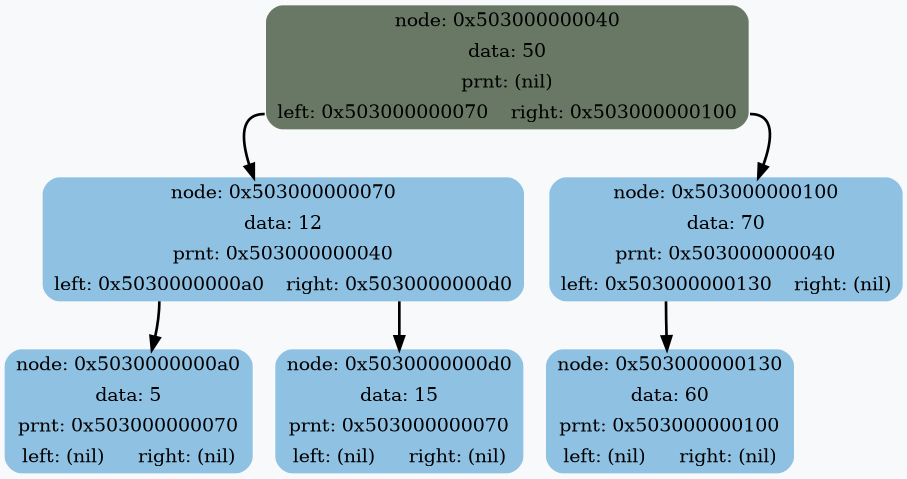 node: 0x503000000040
data: 50
prnt: (nil)
left: 0x503000000070 right: 0x503000000100
node: 0x503000000070
data: 12
prnt: 0x503000000040
left: 0x5030000000a0 right: 0x5030000000d0
node: 0x503000000100
data: 70
prnt: 0x503000000040
left: 0x503000000130 right: (nil)
node: 0x5030000000a0
data: 5
prnt: 0x503000000070
left: (nil) right: (nil)
node: 0x5030000000d0
data: 15
prnt: 0x503000000070
left: (nil) right: (nil)
node: 0x503000000130
data: 60
prnt: 0x503000000100
left: (nil) right: (nil)